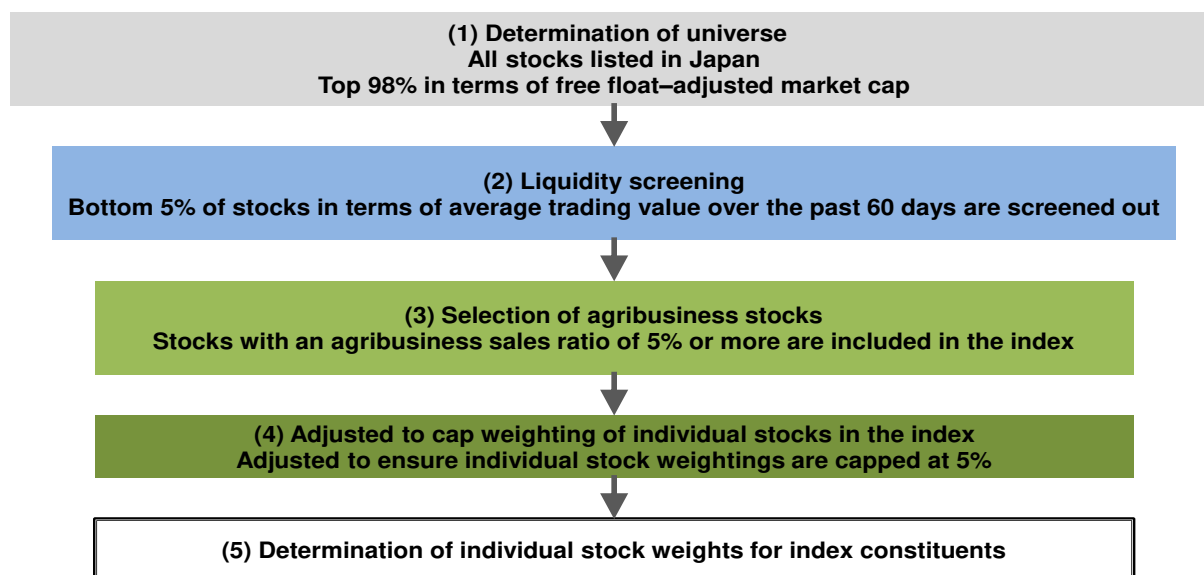 (1) Determination of universe
All stocks listed in Japan
Top 98% in terms of free float–adjusted market cap
(2) Liquidity screening
Bottom 5% of stocks in terms of average trading value over the past 60 days are screened out
(3) Selection of agribusiness stocks
Stocks with an agribusiness sales ratio of 5% or more are included in the index
(4) Adjusted to cap weighting of individual stocks in the index
Adjusted to ensure individual stock weightings are capped at 5%
(5) Determination of individual stock weights for index constituents